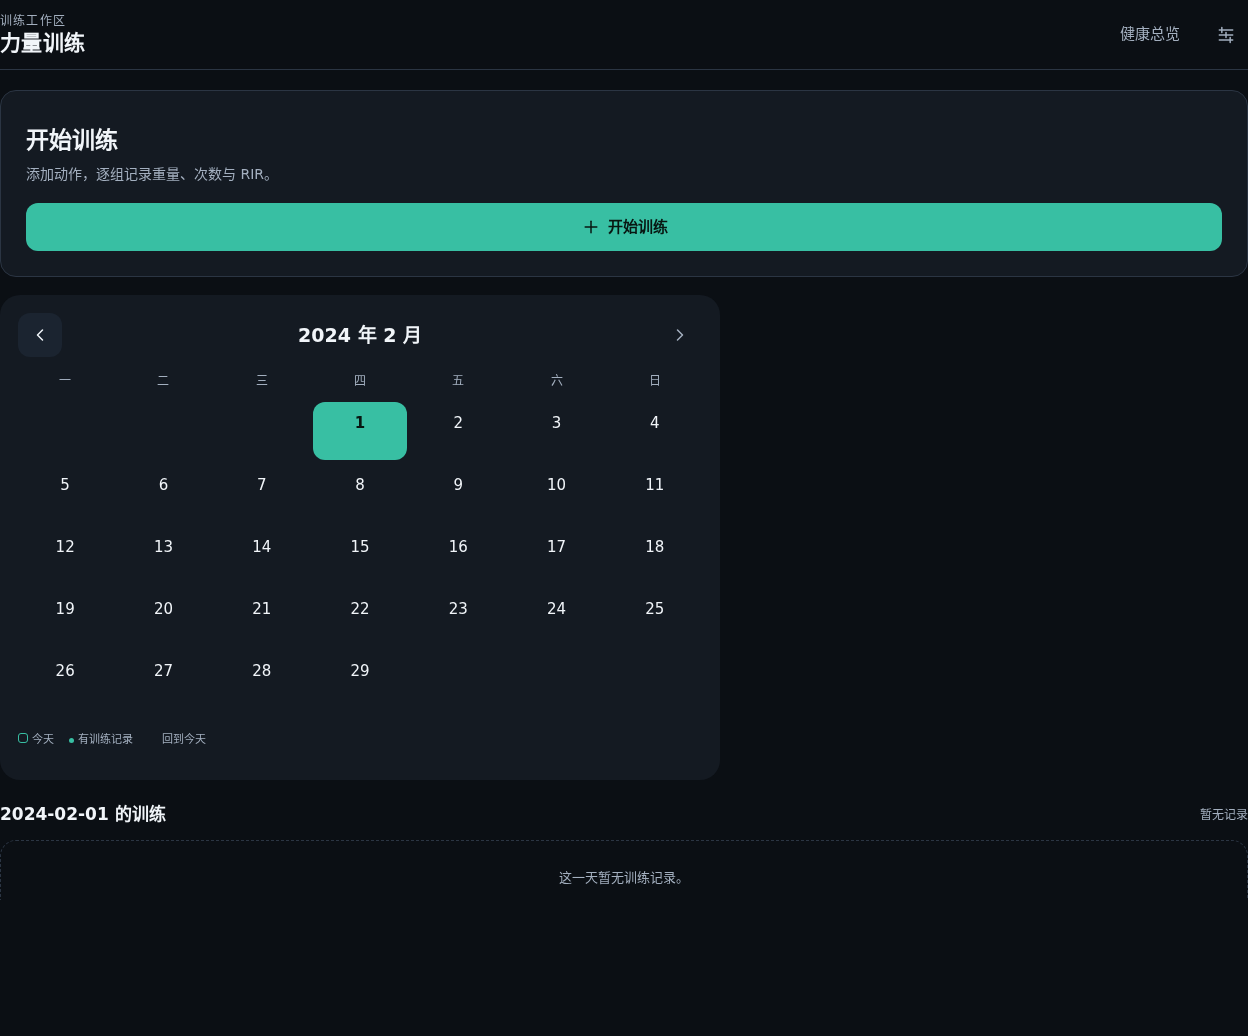 训练工作区
力量训练
健康总览
开始训练
添加动作，逐组记录重量、次数与 RIR。
开始训练
2024 年 2 月
一 二 三 四 五 六 日
1 2 3 4
5 6 7 8 9 10 11
12 13 14 15 16 17 18
19 20 21 22 23 24 25
26 27 28 29
今天 有训练记录 回到今天
2024-02-01 的训练
暂无记录
这一天暂无训练记录。